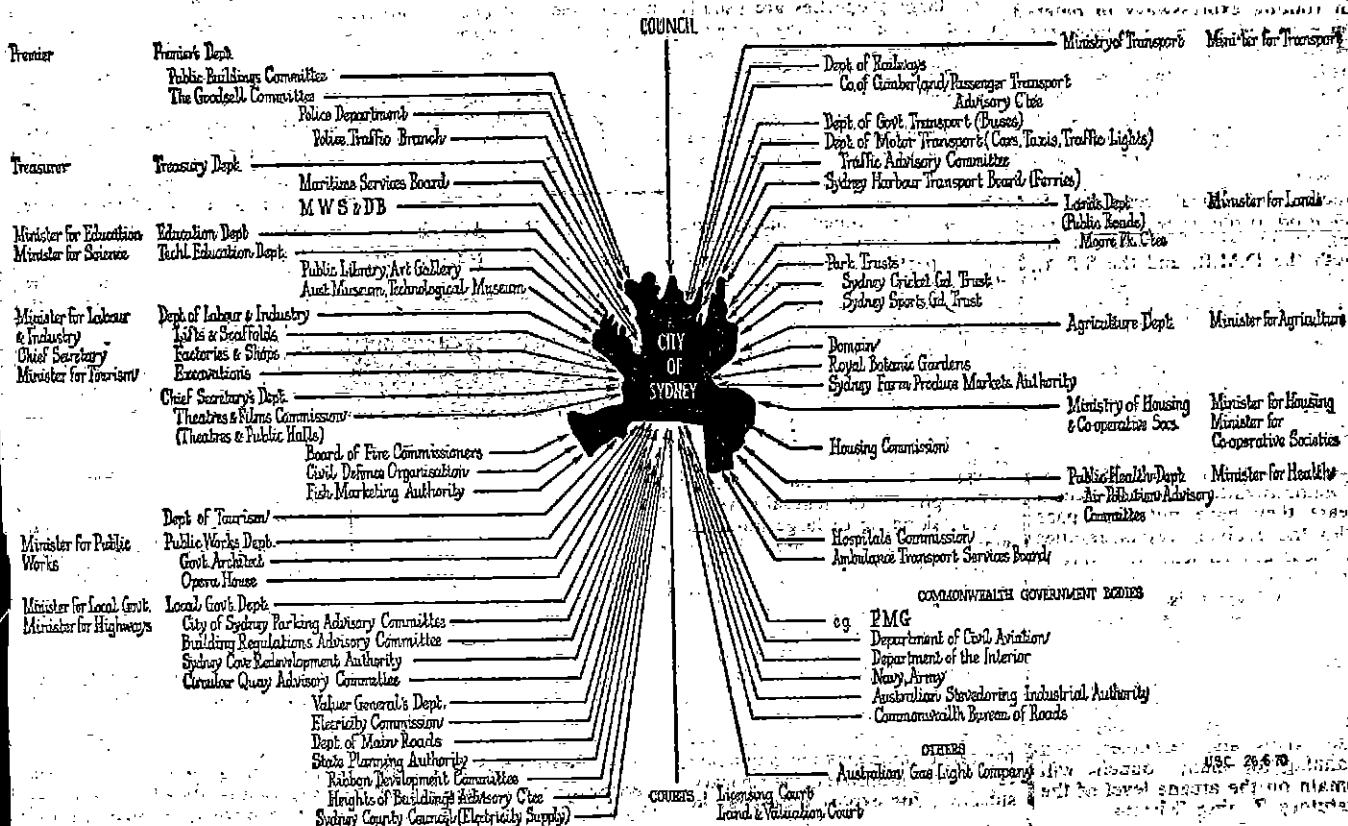 COUNCIL
Premier
Premier's Dept.
Public Buildings Committee
The Goodsell Committee
Police Department
Police Traffic Branch
Treasurer
Treasury Dept.
Maritime Services Board
M W S & D B
Minister for Education
Education Dept
Minister for Science
Techl. Education Dept.
Public Library, Art Gallery
Aust Museum, Technological Museum
Minister for Labour
& Industry
Dept of Labour & Industry
Lifts & Scaffolds
Chief Secretary
Factories & Shops
Minister for Tourism
Excavations
Chief Secretary's Dept.
Theatres & Films Commission
(Theatres & Public Halls)
Board of Fire Commissioners
Civil Defence Organisation
Fish Marketing Authority
Dept of Tourism
Minister for Public
Works
Public Works Dept.
Govt. Architect
Opera House
Minister for Local Govt.
Local Govt. Dept.
Minister for Highways
City of Sydney Parking Advisory Committee
Building Regulations Advisory Committee
Sydney Cove Redevelopment Authority
Circular Quay Advisory Committee
Valuer General's Dept.
Eletricity Commission
Dept. of Main Roads
State Planning Authority
Ribbon Development Committee
Heights of Buildings Advisory Ctee
Sydney County Council (Electricity Supply)
CITY
OF
SYDNEY
Ministry of Transport
Minister for Transport
Dept. of Railways
Co. of Cumberland Passenger Transport
Advisory Ctee
Dept. of Govt. Transport (Buses)
Dept. of Motor Transport (Cars, Taxis, Traffic Lights)
Traffic Advisory Committee
Sydney Harbour Transport Board (Ferries)
Lands Dept
(Public Roads)
Minister for Lands
Moore Pk. Ctee
Park Trusts
Sydney Cricket Gd. Trust
Sydney Sports Gd. Trust
Agriculture Dept.
Minister for Agriculture
Domain
Royal Botanic Gardens
Sydney Farm Produce Markets Authority
Ministry of Housing
& Co-operative Socs.
Minister for Housing
Minister for
Co-operative Societies
Housing Commission
Public Health Dept
Minister for Health
Air Pollution Advisory
Committee
Hospitals Commission
Ambulance Transport Services Board
COMMONWEALTH GOVERNMENT BODIES
eg. PMG
Department of Civil Aviation
Department of the Interior
Navy, Army
Australian Stevedoring Industrial Authority
Commonwealth Bureau of Roads
OTHERS
Australian Gas Light Company
U.S.C. 26.6.70
COURTS
Licensing Court
Land & Valuation Court